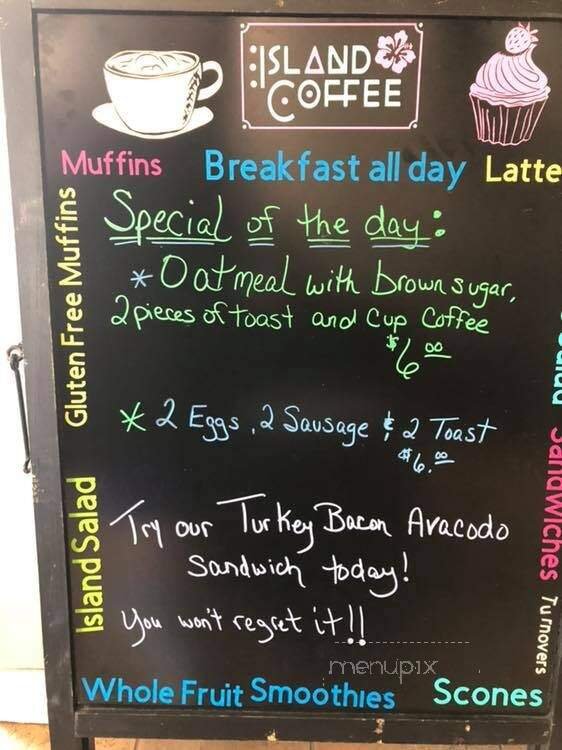 ISLAND
COFFEE
Muffins Breakfast all day Latte
Gluten Free Muffins
Island Salad
Special of the day:
* Oatmeal with brown sugar,
2 pieces of toast and Cup Coffee
$6.00
* 2 Eggs, 2 Sausage & 2 Toast
$6.00
Try our Turkey Bacon Avacodo
Sandwich today!
You won't regret it!!
Sandwiches
Turnovers
menupix
Whole Fruit Smoothies Scones